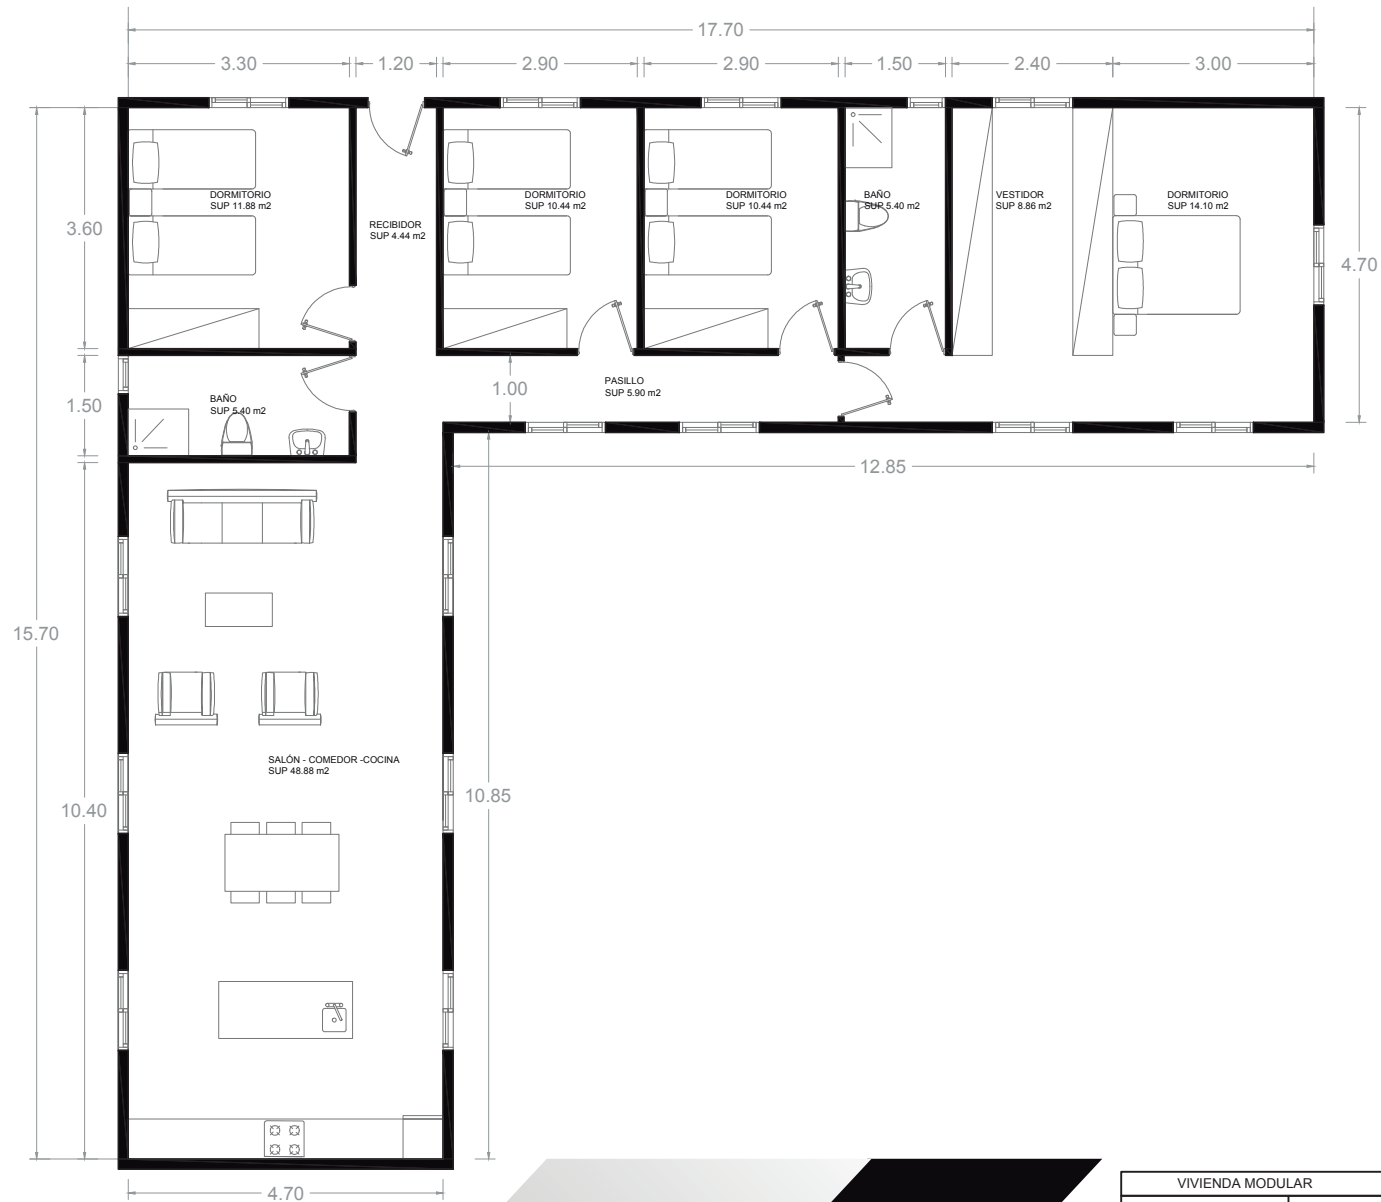 17.70
3.30
1.20
2.90
2.90
1.50
2.40
3.00
DORMITORIO
SUP 11.88 m2
RECIBIDOR
SUP 4.44 m2
DORMITORIO
SUP 10.44 m2
DORMITORIO
SUP 10.44 m2
BAÑO
SUP 5.40 m2
VESTIDOR
SUP 8.86 m2
DORMITORIO
SUP 14.10 m2
3.60
4.70
1.50
BAÑO
SUP 5.40 m2
1.00
PASILLO
SUP 5.90 m2
12.85
15.70
SALÓN - COMEDOR -COCINA
SUP 48.88 m2
10.40
10.85
4.70
VIVIENDA MODULAR